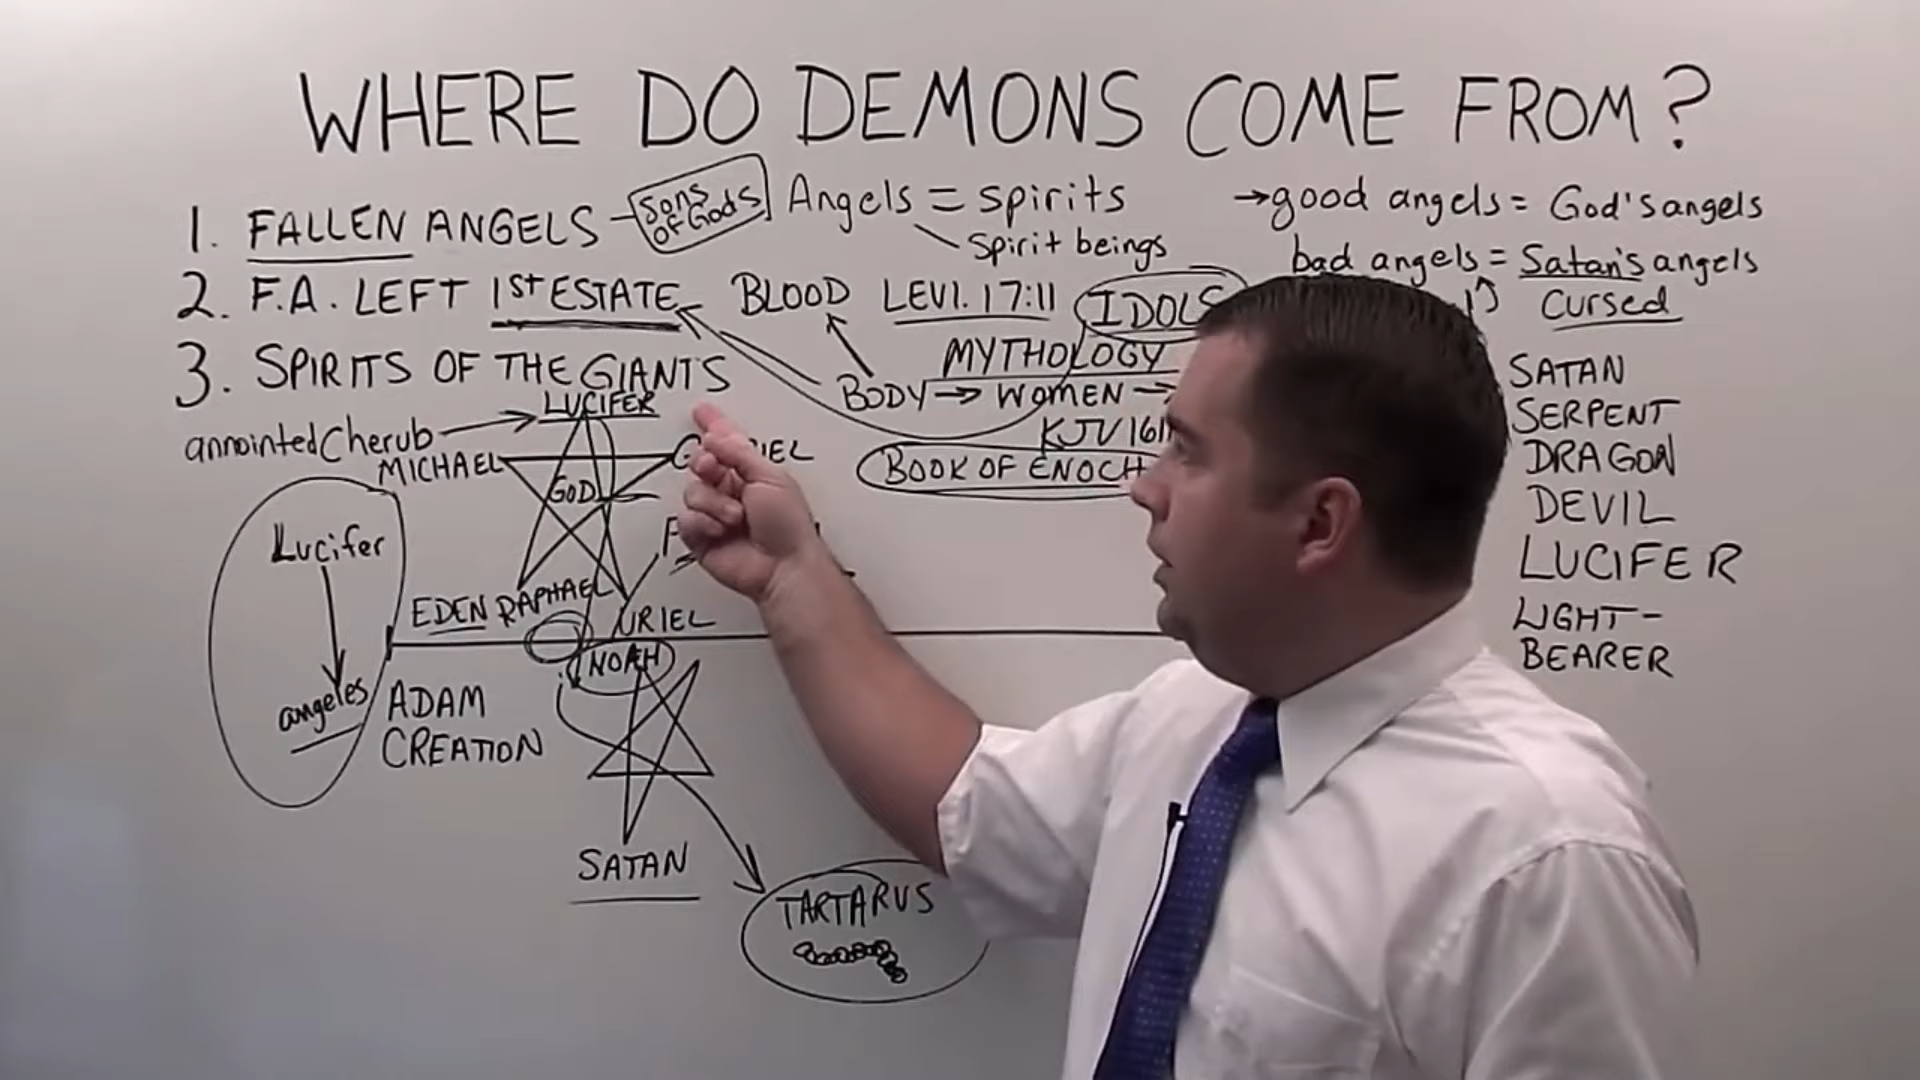 WHERE DO DEMONS COME FROM?
1. FALLEN ANGELS
Sons
of Gods
Angels = spirits
Spirit beings
→good angels = God's angels
bad angels = Satan's angels
Cursed
2. F.A. LEFT 1ST ESTATE
BLOOD LEVI. 17:11
IDOLS
MYTHOLOGY
BODY → WOMEN →
KJV 161
BOOK OF ENOCH
3. SPIRITS OF THE GIANTS
LUCIFER
annointed Cherub
MICHAEL
GOD
Lucifer
angeles
EDEN RAPHAEL
URIEL
NOAH
ADAM
CREATION
SATAN
TARTARUS
SATAN
SERPENT
DRAGON
DEVIL
LUCIFER
LIGHT-
BEARER